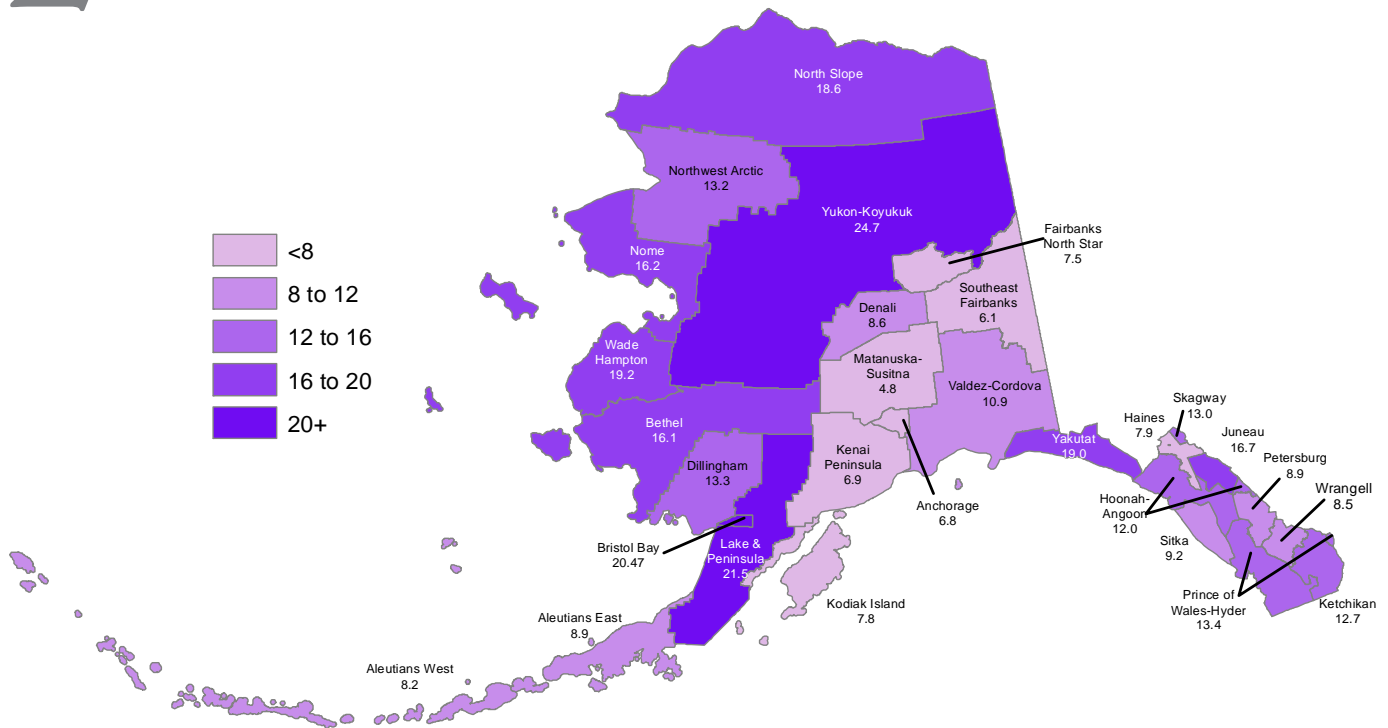 North Slope
18.6
Northwest Arctic
13.2
Yukon-Koyukuk
24.7
Fairbanks
North Star
7.5
<8
8 to 12
12 to 16
16 to 20
20+
Nome
16.2
Southeast
Fairbanks
6.1
Denali
8.6
Wade
Hampton
19.2
Matanuska-
Susitna
4.8
Valdez-Cordova
10.9
Bethel
16.1
Dillingham
13.3
Kenai
Peninsula
6.9
Anchorage
6.8
Yakutat
19.0
Haines
7.9
Skagway
13.0
Juneau
16.7
Petersburg
8.9
Wrangell
8.5
Hoonah-
Angoon
12.0
Sitka
9.2
Prince of
Wales-Hyder
13.4
Ketchikan
12.7
Bristol Bay
20.47
Lake &
Peninsula
21.5
Kodiak Island
7.8
Aleutians East
8.9
Aleutians West
8.2